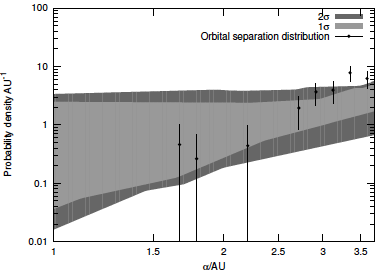 100
2σ
1σ
Orbital separation distribution
10
1
0.1
0.01
Probability density AU⁻¹
1
1.5
2
2.5
3
3.5
α/AU